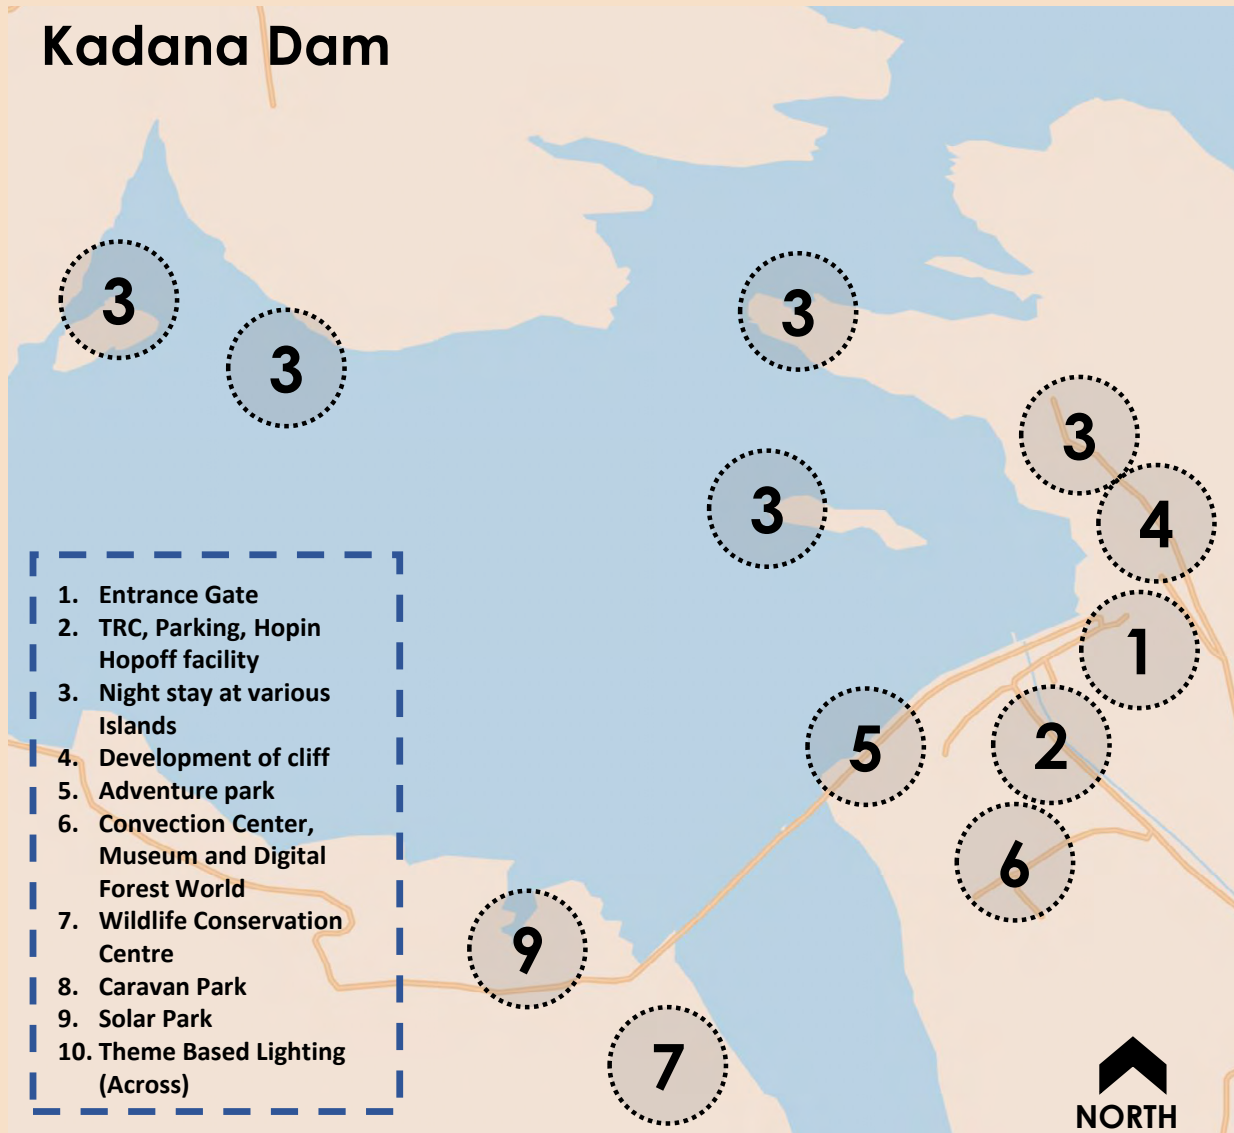 Kadana Dam
3
3
3
3
3
4
1
5
2
6
9
7
1. Entrance Gate
2. TRC, Parking, Hopin
Hopoff facility
3. Night stay at various
Islands
4. Development of cliff
5. Adventure park
6. Convection Center,
Museum and Digital
Forest World
7. Wildlife Conservation
Centre
8. Caravan Park
9. Solar Park
10. Theme Based Lighting
(Across)
NORTH